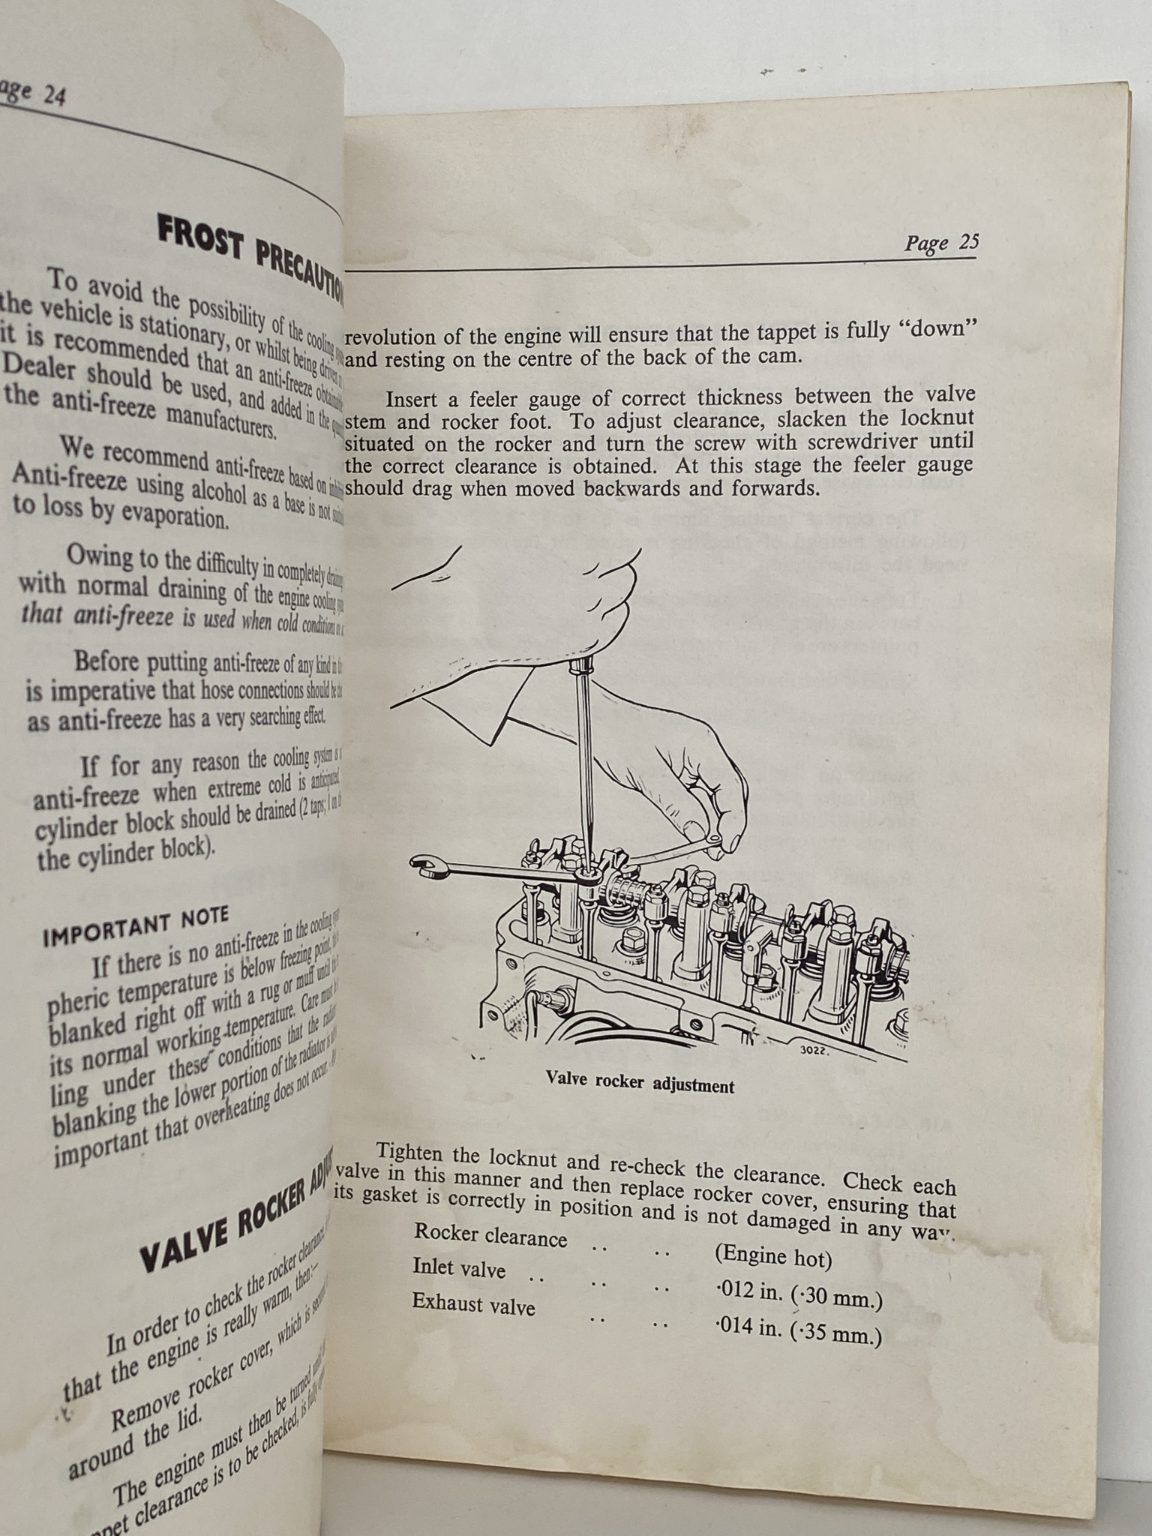 Page 24
FROST PRECAUTION
To avoid the possibility of the cooling
the vehicle is stationary, or whilst being driven
it is recommended that an anti-freeze obtainable
Dealer should be used, and added in the
the anti-freeze manufacturers.
We recommend anti-freeze based on
Anti-freeze using alcohol as a base is not
to loss by evaporation.
Owing to the difficulty in completely
with normal draining of the engine cooling
that anti-freeze is used when cold conditions
Before putting anti-freeze of any kind in
is imperative that hose connections should be
as anti-freeze has a very searching effect.
If for any reason the cooling system is
anti-freeze when extreme cold is anticipated
cylinder block should be drained (2 taps; 1 on
the cylinder block).
IMPORTANT NOTE
If there is no anti-freeze in the cooling
pheric temperature is below freezing point,
blanked right off with a rug or muff until
its normal working temperature. Care must
ling under these conditions that the
blanking the lower portion of the radiator is
important that overheating does not occur.
VALVE ROCKER ADJUST
In order to check the rocker clearance
that the engine is really warm, then:—
Remove rocker cover, which is
around the lid.
The engine must then be turned until
ppet clearance is to be checked, is fully
Page 25
revolution of the engine will ensure that the tappet is fully “down”
and resting on the centre of the back of the cam.
Insert a feeler gauge of correct thickness between the valve
stem and rocker foot. To adjust clearance, slacken the locknut
situated on the rocker and turn the screw with screwdriver until
the correct clearance is obtained. At this stage the feeler gauge
should drag when moved backwards and forwards.
3022.
Valve rocker adjustment
Tighten the locknut and re-check the clearance. Check each
valve in this manner and then replace rocker cover, ensuring that
its gasket is correctly in position and is not damaged in any way.
Rocker clearance .. .. (Engine hot)
Inlet valve .. .. .. ·012 in. (·30 mm.)
Exhaust valve .. .. ·014 in. (·35 mm.)